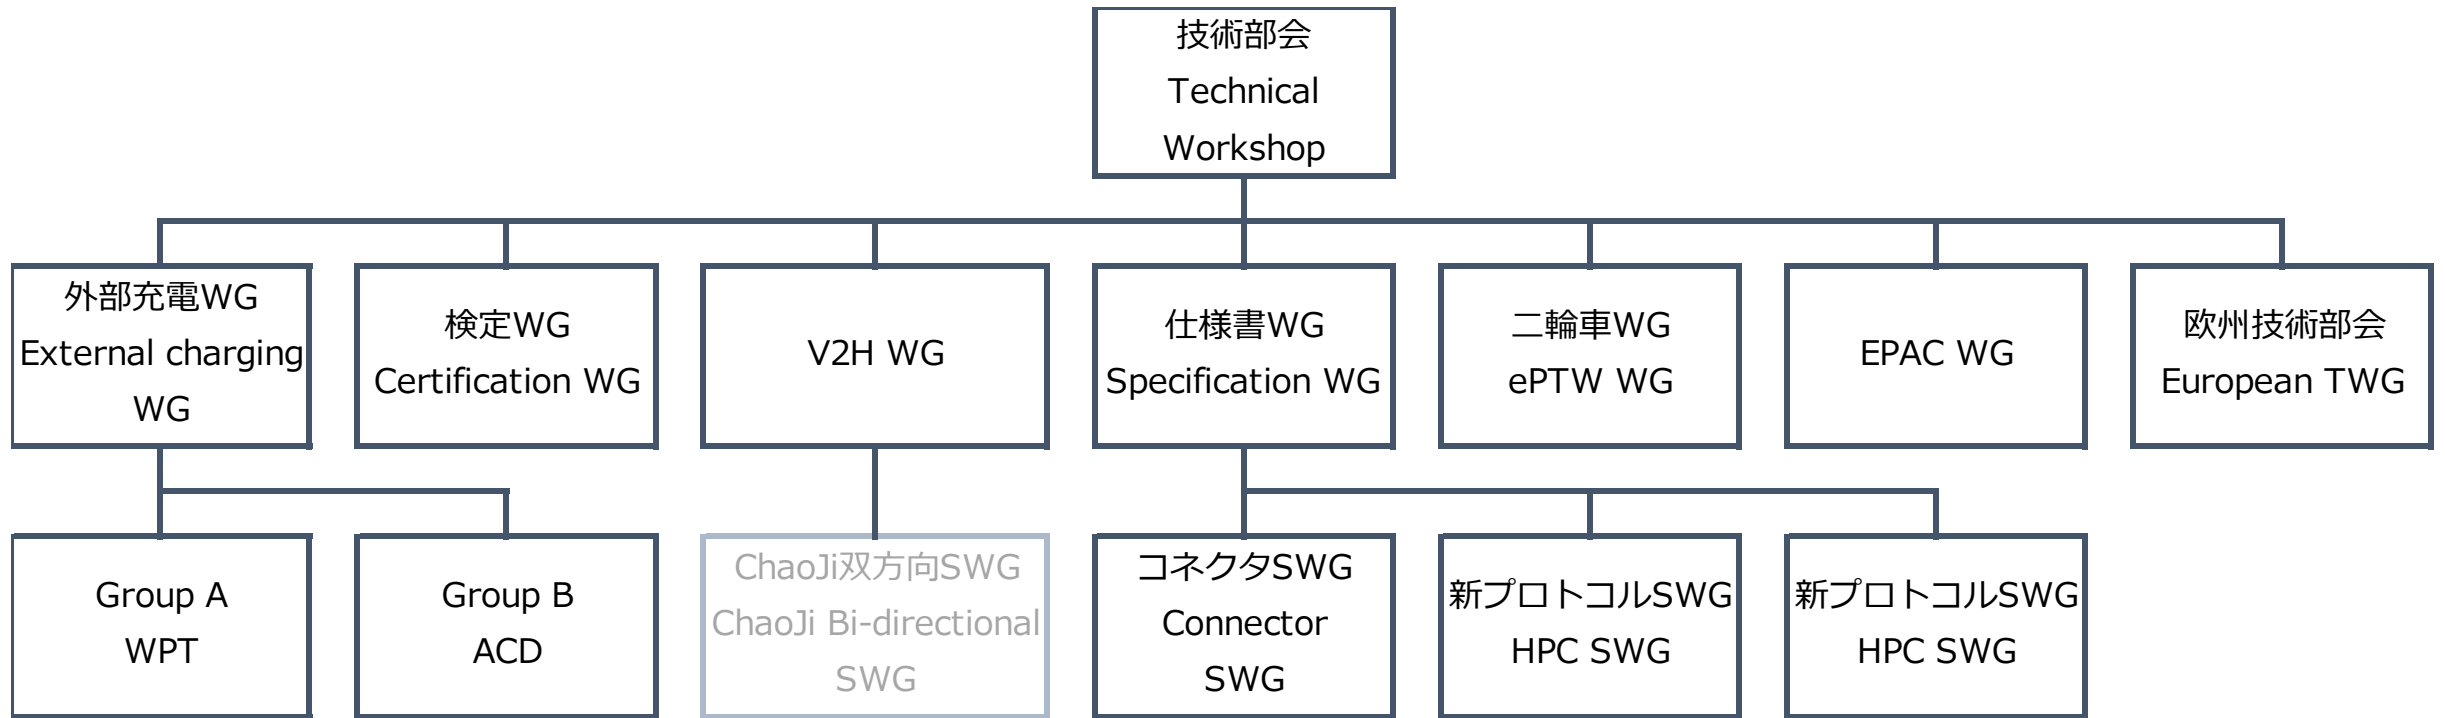 技術部会
Technical
Workshop
外部充電WG
External charging
WG
検定WG
Certification WG
V2H WG
仕様書WG
Specification WG
二輪車WG
ePTW WG
EPAC WG
欧州技術部会
European TWG
Group A
WPT
Group B
ACD
ChaoJi双方向SWG
ChaoJi Bi-directional
SWG
コネクタSWG
Connector
SWG
新プロトコルSWG
HPC SWG
新プロトコルSWG
HPC SWG